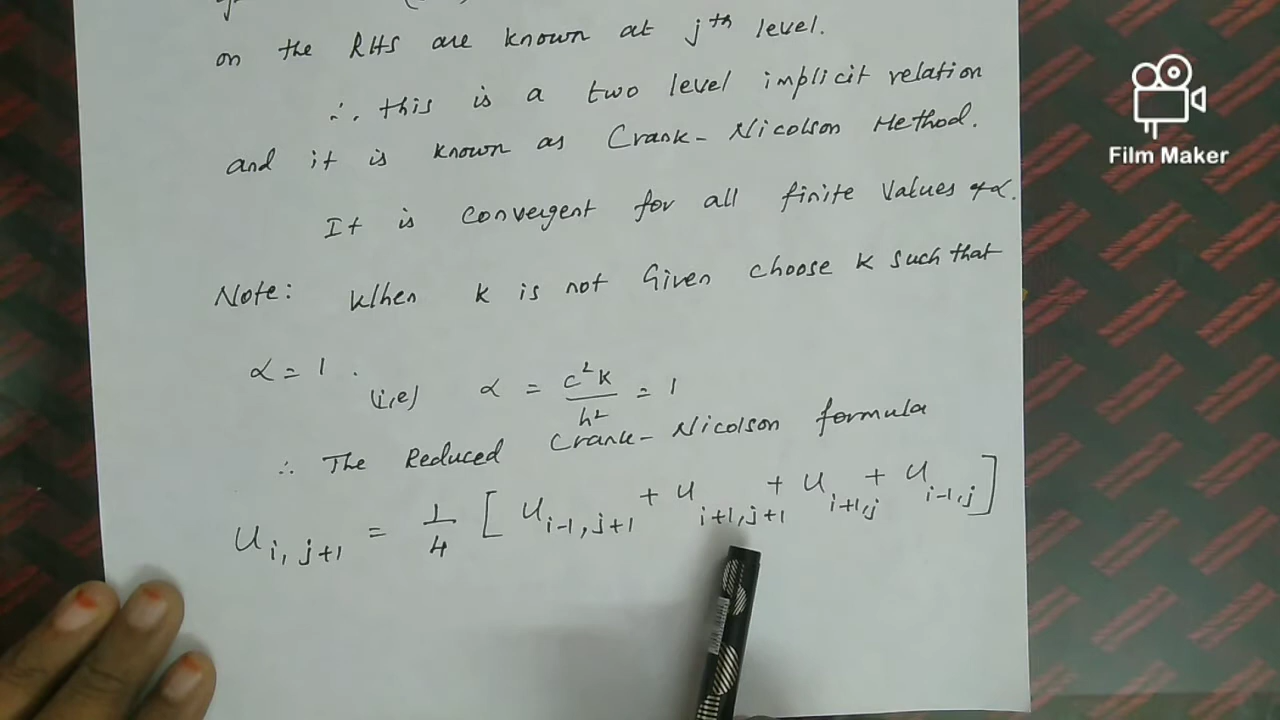 on the RHS are known at jth level.
∴ this is a two level implicit relation
and it is known as Crank-Nicolson Method.
It is convergent for all finite values of α.
Note: When k is not Given choose k such that
α = 1. (i,e) α = c²k/h² = 1
∴ The Reduced Crank-Nicolson formula
u_{i,j+1} = 1/4 [u_{i-1,j+1} + u_{i+1,j+1} + u_{i+1,j} + u_{i-1,j}]
Film Maker